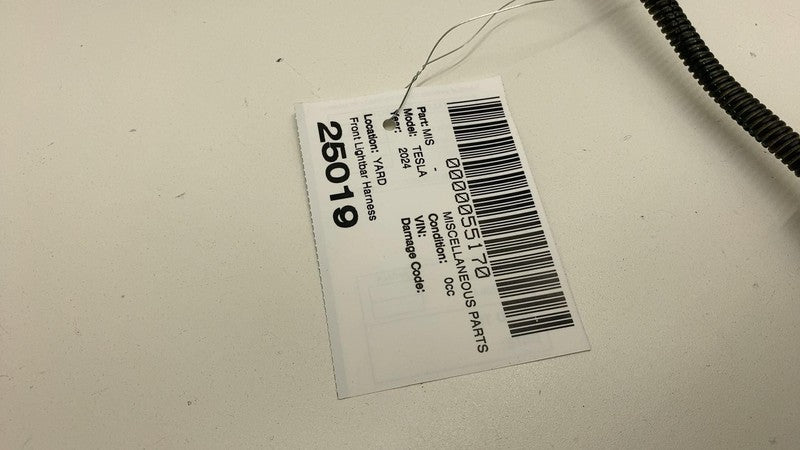 0000055170
Part: MIS - MISCELLANEOUS PARTS
Model: TESLA Condition: 0cc
Year: 2024 VIN:
Damage Code:
Location: YARD
Front Lightbar Harness
25019